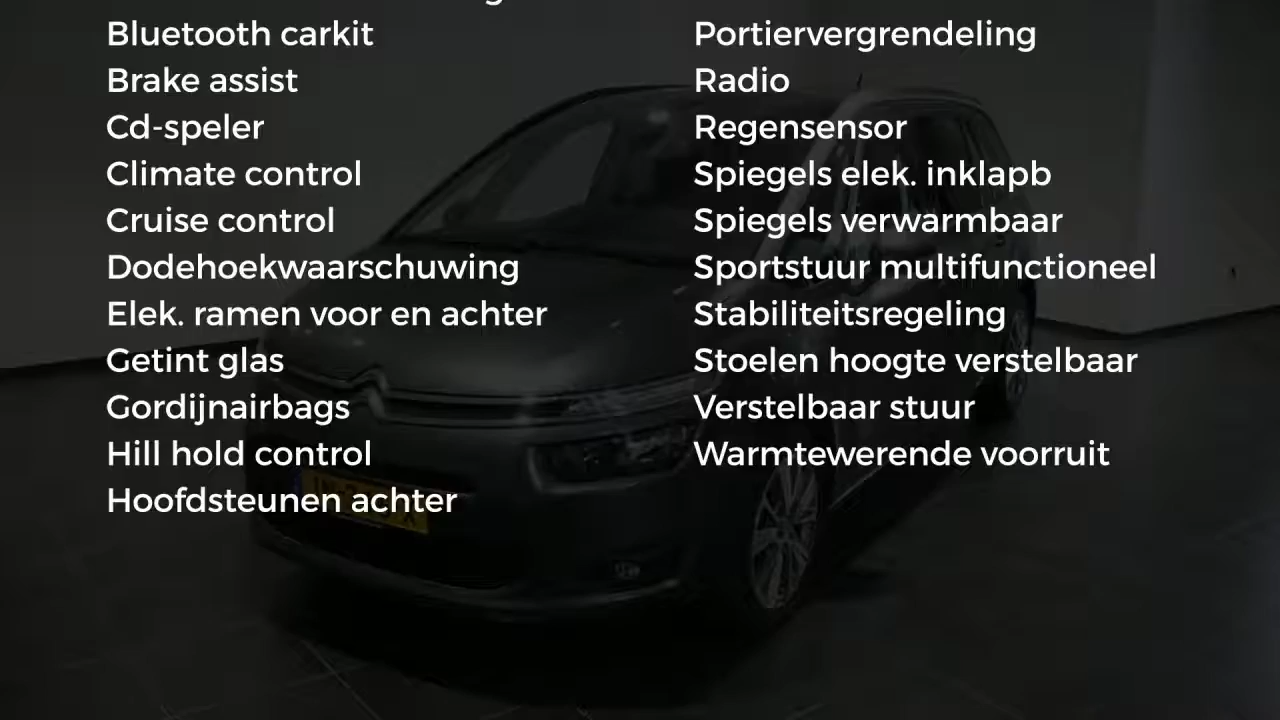 Bluetooth carkit
Brake assist
Cd-speler
Climate control
Cruise control
Dodehoekwaarschuwing
Elek. ramen voor en achter
Getint glas
Gordijnairbags
Hill hold control
Hoofdsteunen achter
Portiervergrendeling
Radio
Regensensor
Spiegels elek. inklapb
Spiegels verwarmbaar
Sportstuur multifunctioneel
Stabiliteitsregeling
Stoelen hoogte verstelbaar
Verstelbaar stuur
Warmtewerende voorruit